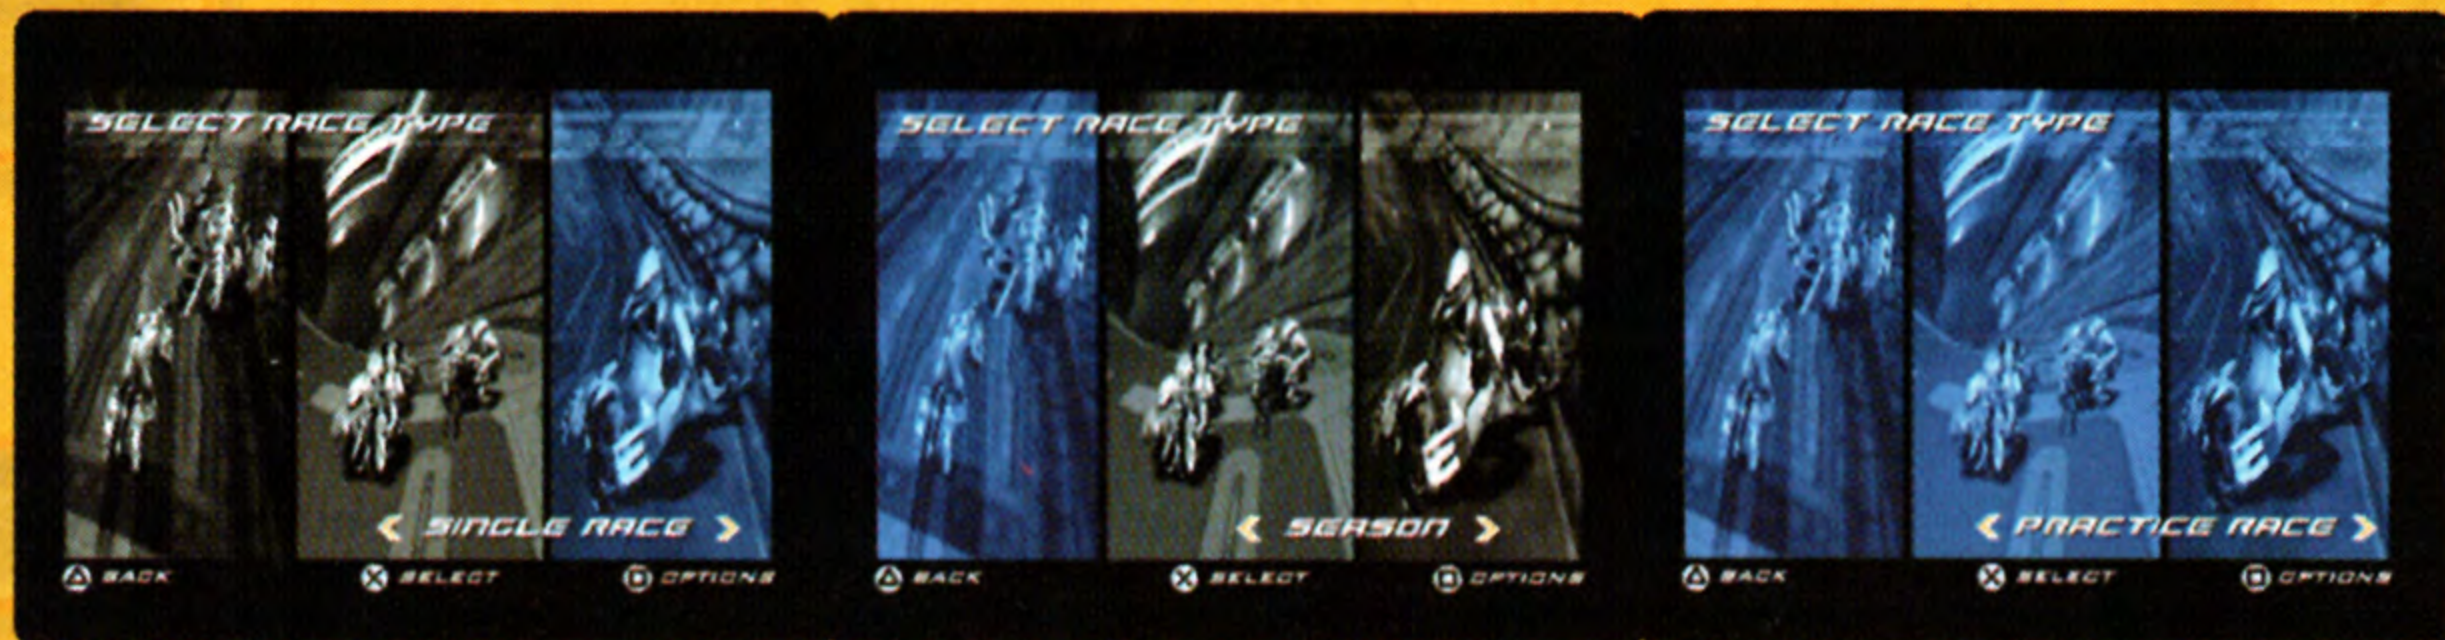 SELECT RACE TYPE
< SINGLE RACE >
△ BACK
ⓧ SELECT
□ OPTIONS
SELECT RACE TYPE
< SEASON >
△ BACK
ⓧ SELECT
□ OPTIONS
SELECT RACE TYPE
< PRACTICE RACE >
△ BACK
ⓧ SELECT
□ OPTIONS